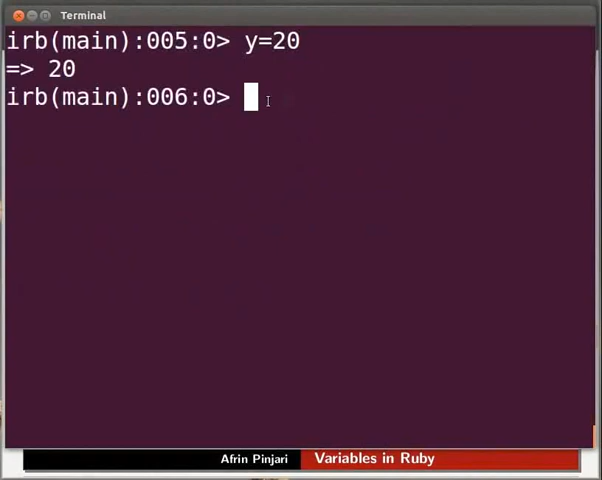 Terminal
irb(main):005:0> y=20
=> 20
irb(main):006:0>
Afrin Pinjari Variables in Ruby